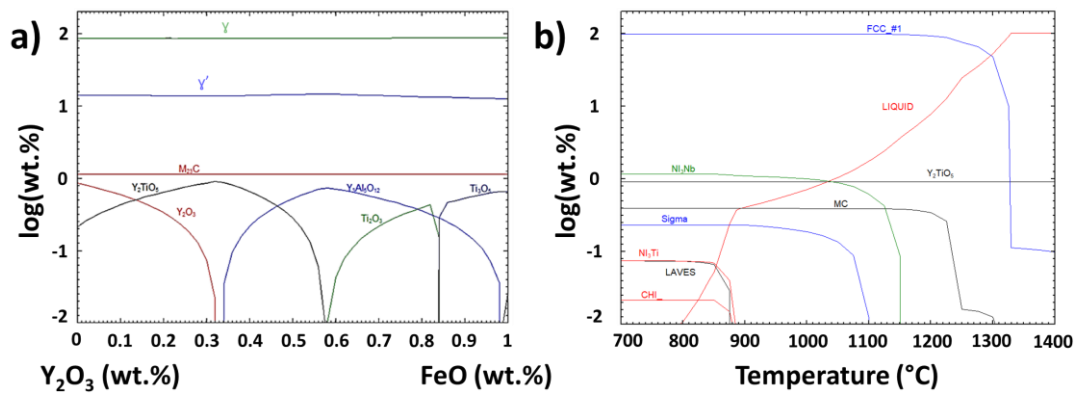 a)
2
1
0
-1
-2
log(wt.%)
ɣ
ɣ'
M₂₃C
Y₂TiO₅
Y₂O₃
Y₃Al₅O₁₂
Ti₂O₃
Ti₃O₅
0 0.1 0.2 0.3 0.4 0.5 0.6 0.7 0.8 0.9 1
Y₂O₃ (wt.%) FeO (wt.%)
b)
2
1
0
-1
-2
log(wt.%)
FCC_#1
LIQUID
NI₃Nb
Y₂TiO₅
MC
Sigma
NI₃Ti
LAVES
CHI_
700 800 900 1000 1100 1200 1300 1400
Temperature (°C)